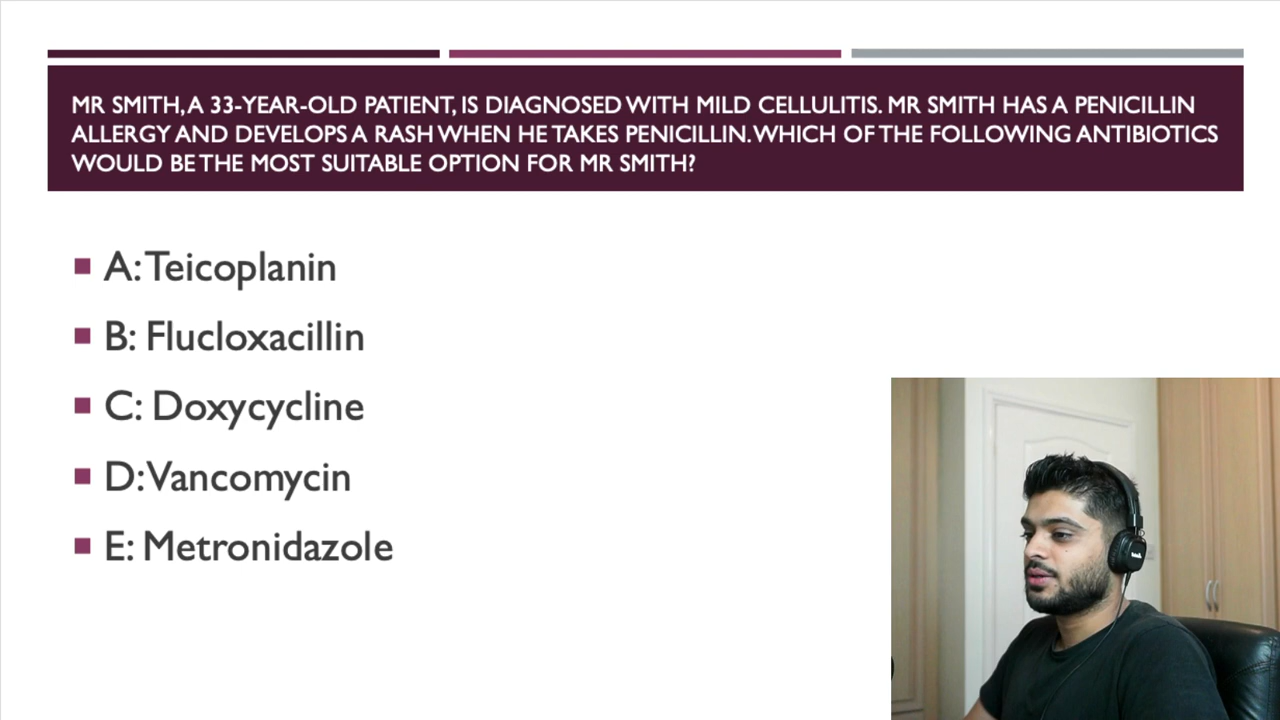 MR SMITH, A 33-YEAR-OLD PATIENT, IS DIAGNOSED WITH MILD CELLULITIS. MR SMITH HAS A PENICILLIN
ALLERGY AND DEVELOPS A RASH WHEN HE TAKES PENICILLIN. WHICH OF THE FOLLOWING ANTIBIOTICS
WOULD BE THE MOST SUITABLE OPTION FOR MR SMITH?
A: Teicoplanin
B: Flucloxacillin
C: Doxycycline
D: Vancomycin
E: Metronidazole